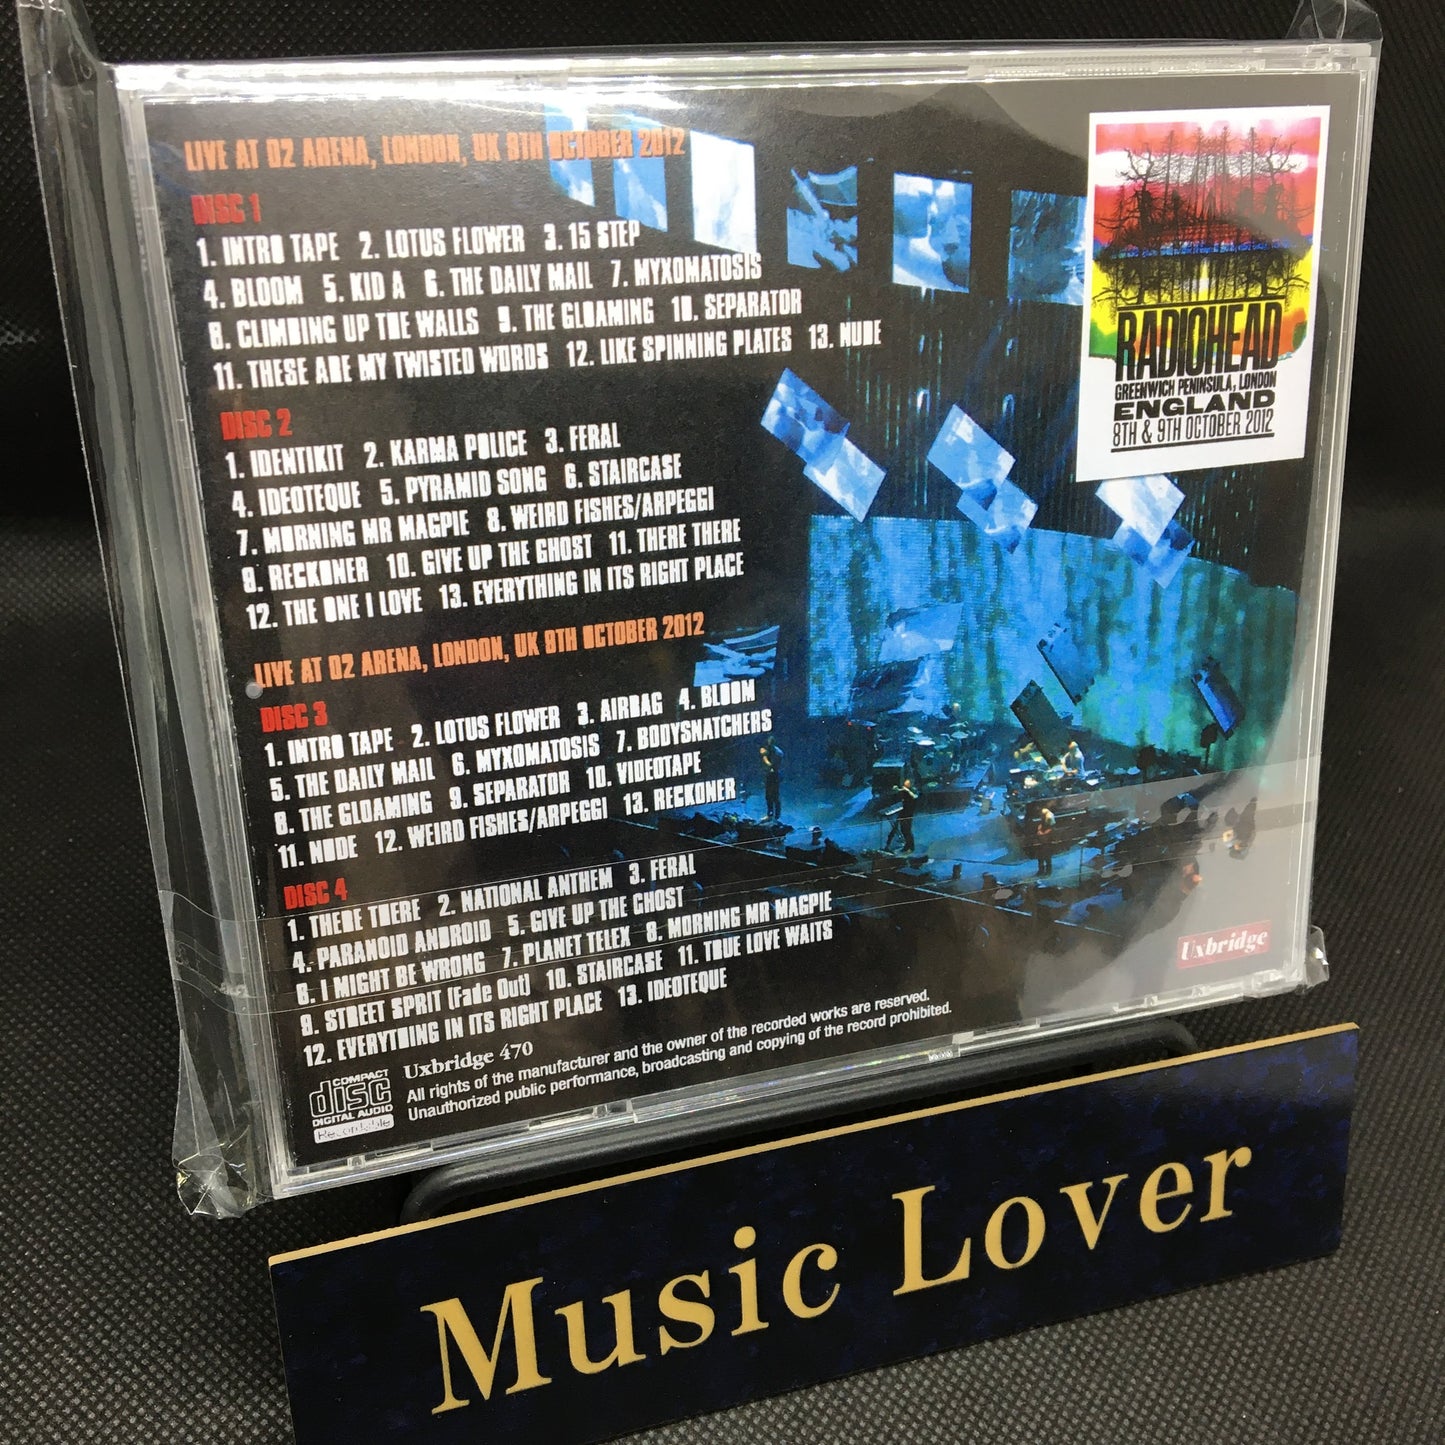 LIVE AT O2 ARENA, LONDON, UK 8TH OCTOBER 2012
DISC 1
1. INTRO TAPE 2. LOTUS FLOWER 3. 15 STEP
4. BLOOM 5. KID A 6. THE DAILY MAIL 7. MYXOMATOSIS
8. CLIMBING UP THE WALLS 9. THE GLOAMING 10. SEPARATOR
11. THESE ARE MY TWISTED WORDS 12. LIKE SPINNING PLATES 13. NUDE
DISC 2
1. IDENTIKIT 2. KARMA POLICE 3. FERAL
4. IDEOTEQUE 5. PYRAMID SONG 6. STAIRCASE
7. MORNING MR MAGPIE 8. WEIRD FISHES/ARPEGGI
9. RECKONER 10. GIVE UP THE GHOST 11. THERE THERE
12. THE ONE I LOVE 13. EVERYTHING IN ITS RIGHT PLACE
LIVE AT O2 ARENA, LONDON, UK 9TH OCTOBER 2012
DISC 3
1. INTRO TAPE 2. LOTUS FLOWER 3. AIRBAG 4. BLOOM
5. THE DAILY MAIL 6. MYXOMATOSIS 7. BODYSNATCHERS
8. THE GLOAMING 9. SEPARATOR 10. VIDEOTAPE
11. NUDE 12. WEIRD FISHES/ARPEGGI 13. RECKONER
DISC 4
1. THERE THERE 2. NATIONAL ANTHEM 3. FERAL
4. PARANOID ANDROID 5. GIVE UP THE GHOST
6. I MIGHT BE WRONG 7. PLANET TELEX 8. MORNING MR MAGPIE
9. STREET SPRIT (Fade Out) 10. STAIRCASE 11. TRUE LOVE WAITS
12. EVERYTHING IN ITS RIGHT PLACE 13. IDEOTEQUE
COMPACT
disc
DIGITAL AUDIO
Recordable
Uxbridge 470
All rights of the manufacturer and the owner of the recorded works are reserved.
Unauthorized public performance, broadcasting and copying of the record prohibited.
RADIOHEAD
GREENWICH PENINSULA, LONDON
ENGLAND
8TH & 9TH OCTOBER 2012
Uxbridge
Music Lover